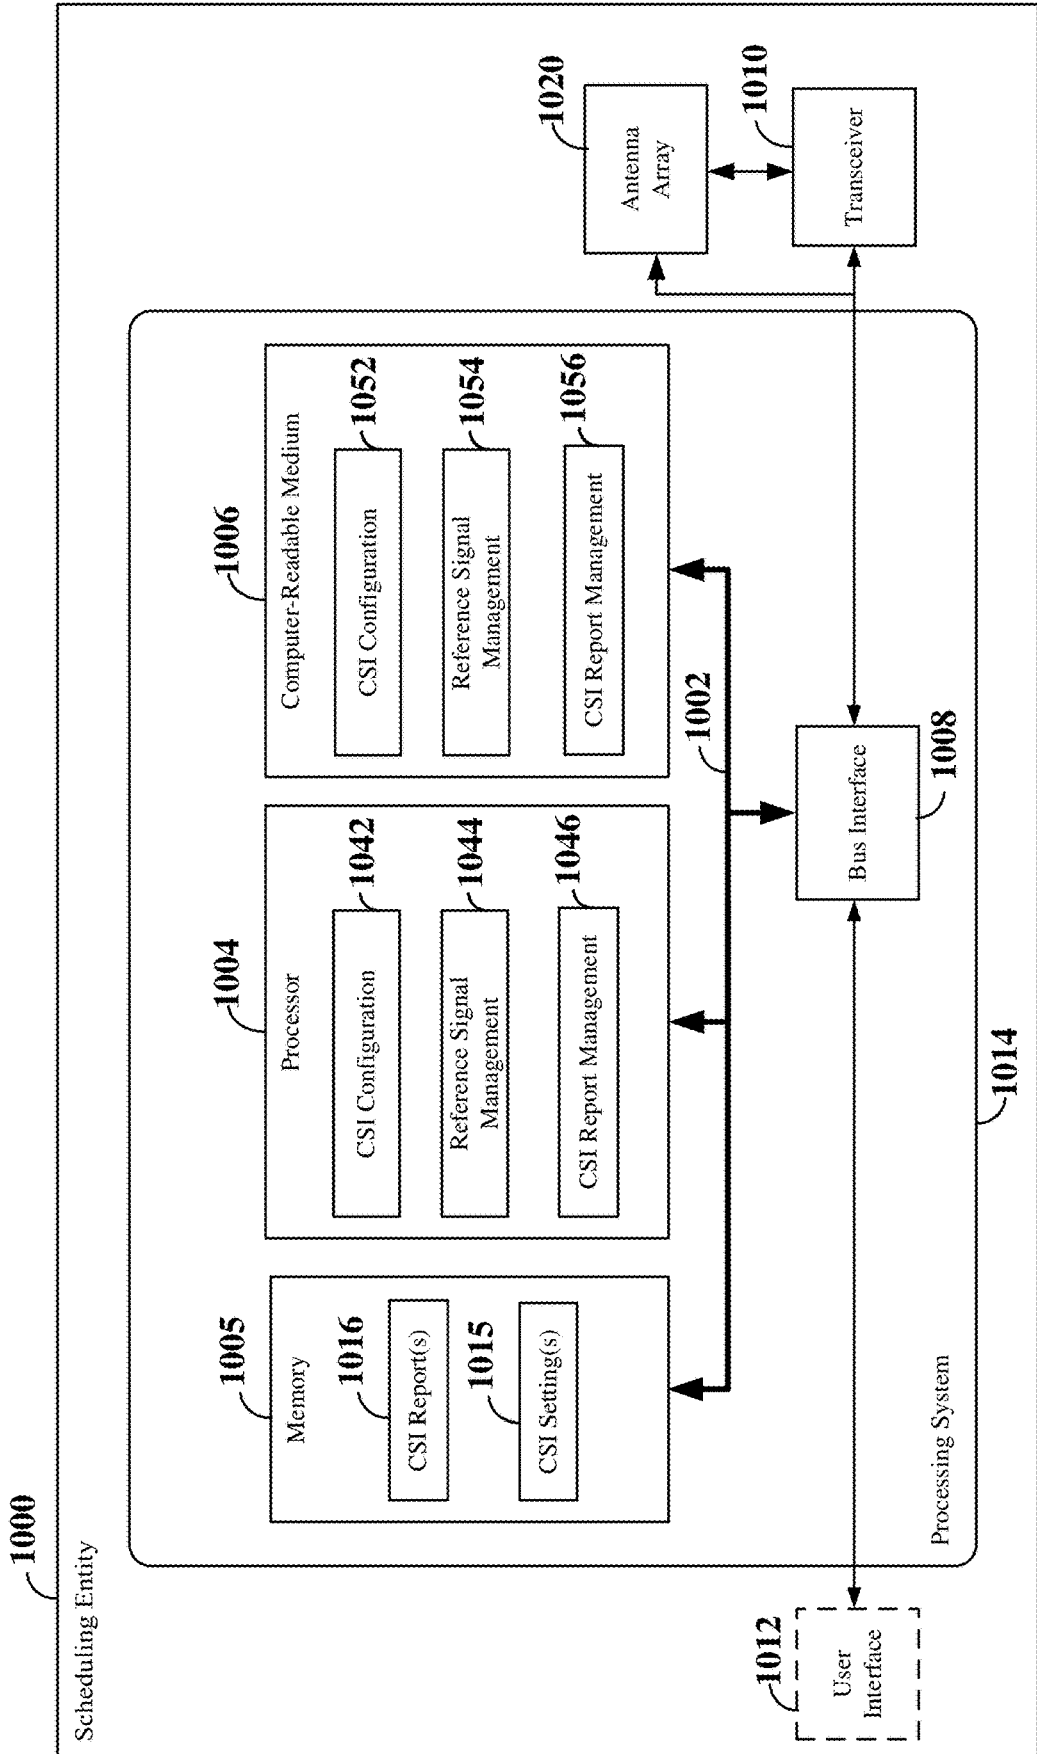 1000
Scheduling Entity
1005
Memory
1016
CSI Report(s)
1015
CSI Setting(s)
1004
Processor
1042
CSI Configuration
1044
Reference Signal
Management
1046
CSI Report Management
1006
Computer-Readable Medium
1052
CSI Configuration
1054
Reference Signal
Management
1056
CSI Report Management
1002
1020
Antenna
Array
1010
Transceiver
1012
User
Interface
Bus Interface
1008
Processing System
1014